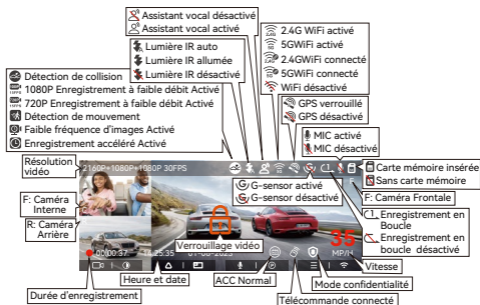 Assistant vocal désactivé
Assistant vocal activé
Lumière IR auto
Lumière IR allumée
Lumière IR désactivé
2.4G WiFi activé
5GWiFi activé
2.4GWiFi connecté
5GWiFi connecté
WiFi désactivé
Détection de collision
1080P Enregistrement à faible débit Activé
720P Enregistrement à faible débit Activé
Détection de mouvement
Faible fréquence d'images Activé
Enregistrement accéléré Activé
GPS verrouillé
GPS désactivé
MIC activé
MIC désactivé
Résolution
vidéo
2160P+1080P+1080P 30FPS
Carte mémoire insérée
Sans carte mémoire
F: Caméra
Interne
G-sensor activé
G-sensor désactivé
F: Caméra Frontale
R: Caméra
Arrière
Enregistrement en
Boucle
Enregistrement en
boucle désactivé
Verrouillage vidéo
35
MP/H
Vitesse
00:00:37
Heure et date
ACC Normal
Mode confidentialité
Durée d'enregistrement
Télécommande connecté